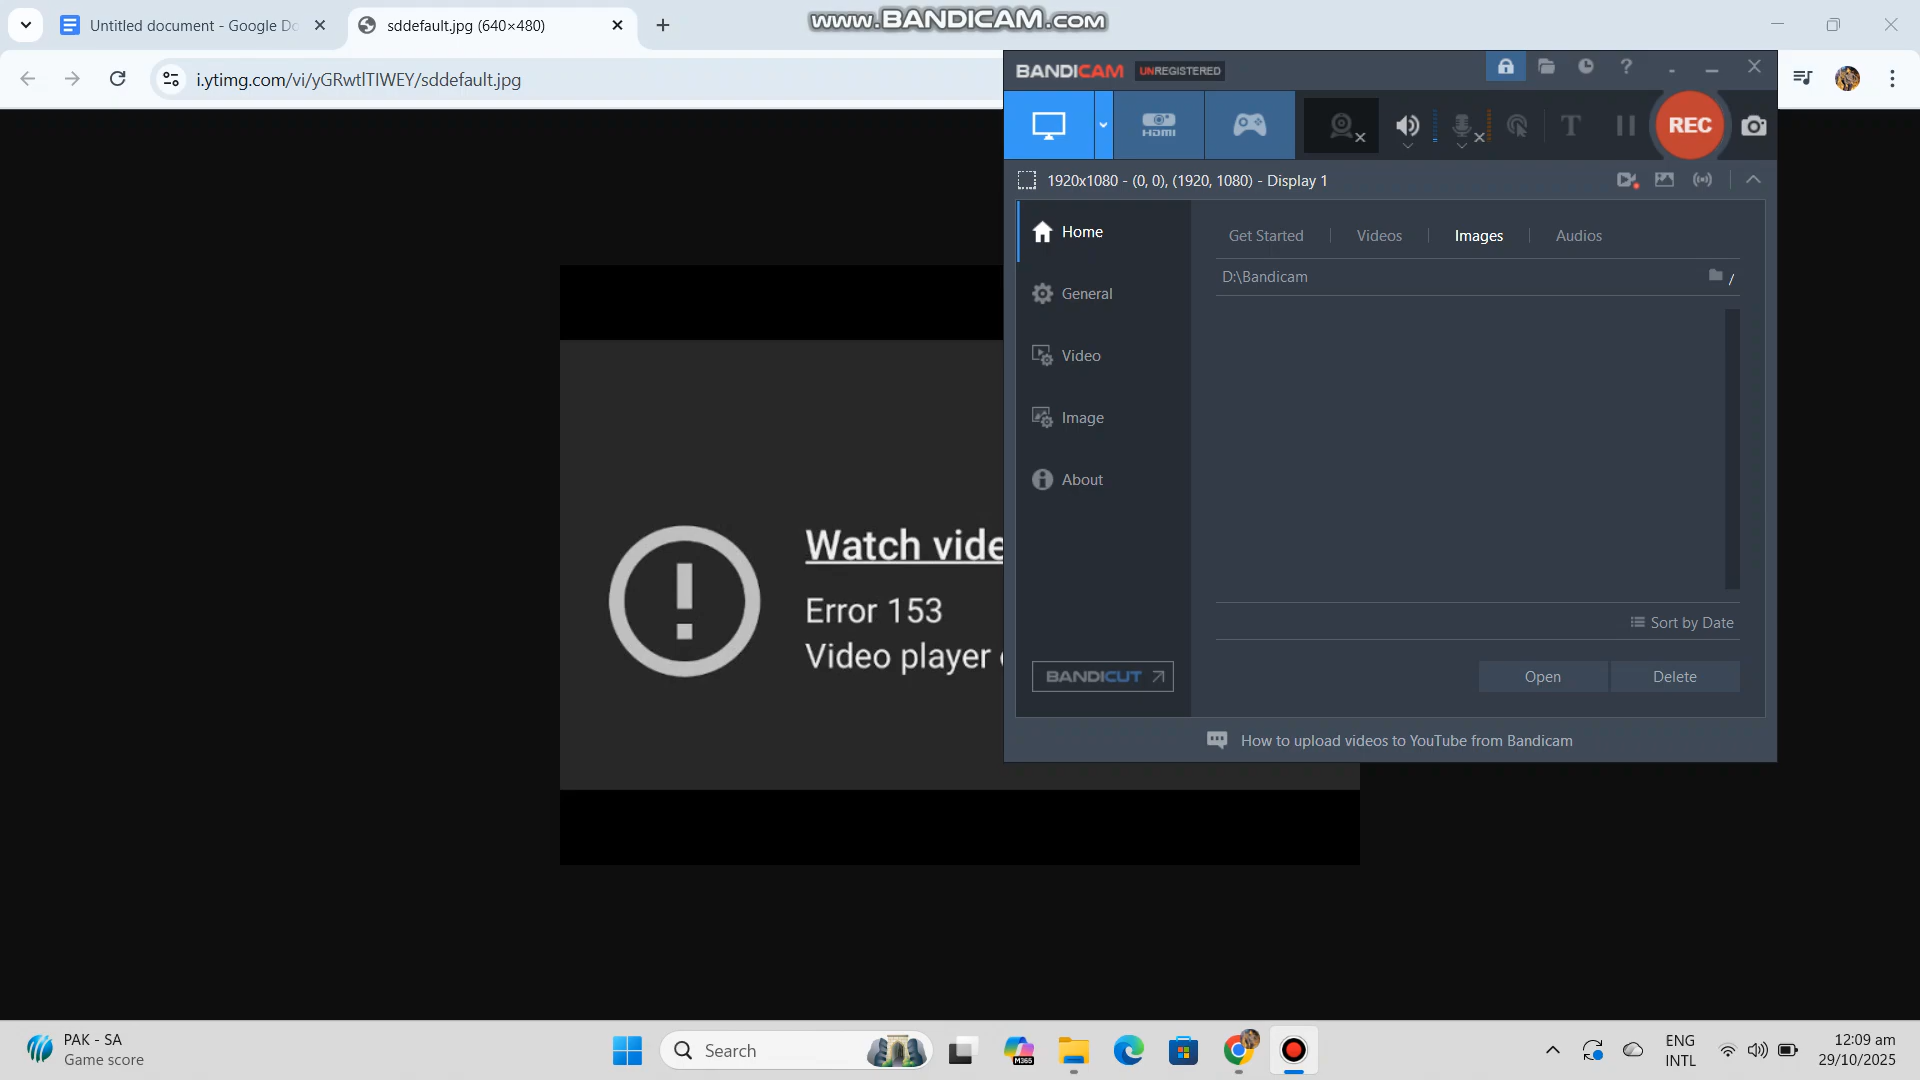 Untitled document - Google Do
sddefault.jpg (640×480)
www.BANDICAM.com
i.ytimg.com/vi/yGRwtlTIWEY/sddefault.jpg
BANDICAM UNREGISTERED
?
HDMI
T
REC
1920x1080 - (0, 0), (1920, 1080) - Display 1
Home
General
Video
Image
About
BANDICUT
Get Started
Videos
Images
Audios
D:\Bandicam
Sort by Date
Open
Delete
How to upload videos to YouTube from Bandicam
Watch vide
Error 153
Video player
PAK - SA
Game score
Search
M365
ENG
INTL
12:09 am
29/10/2025